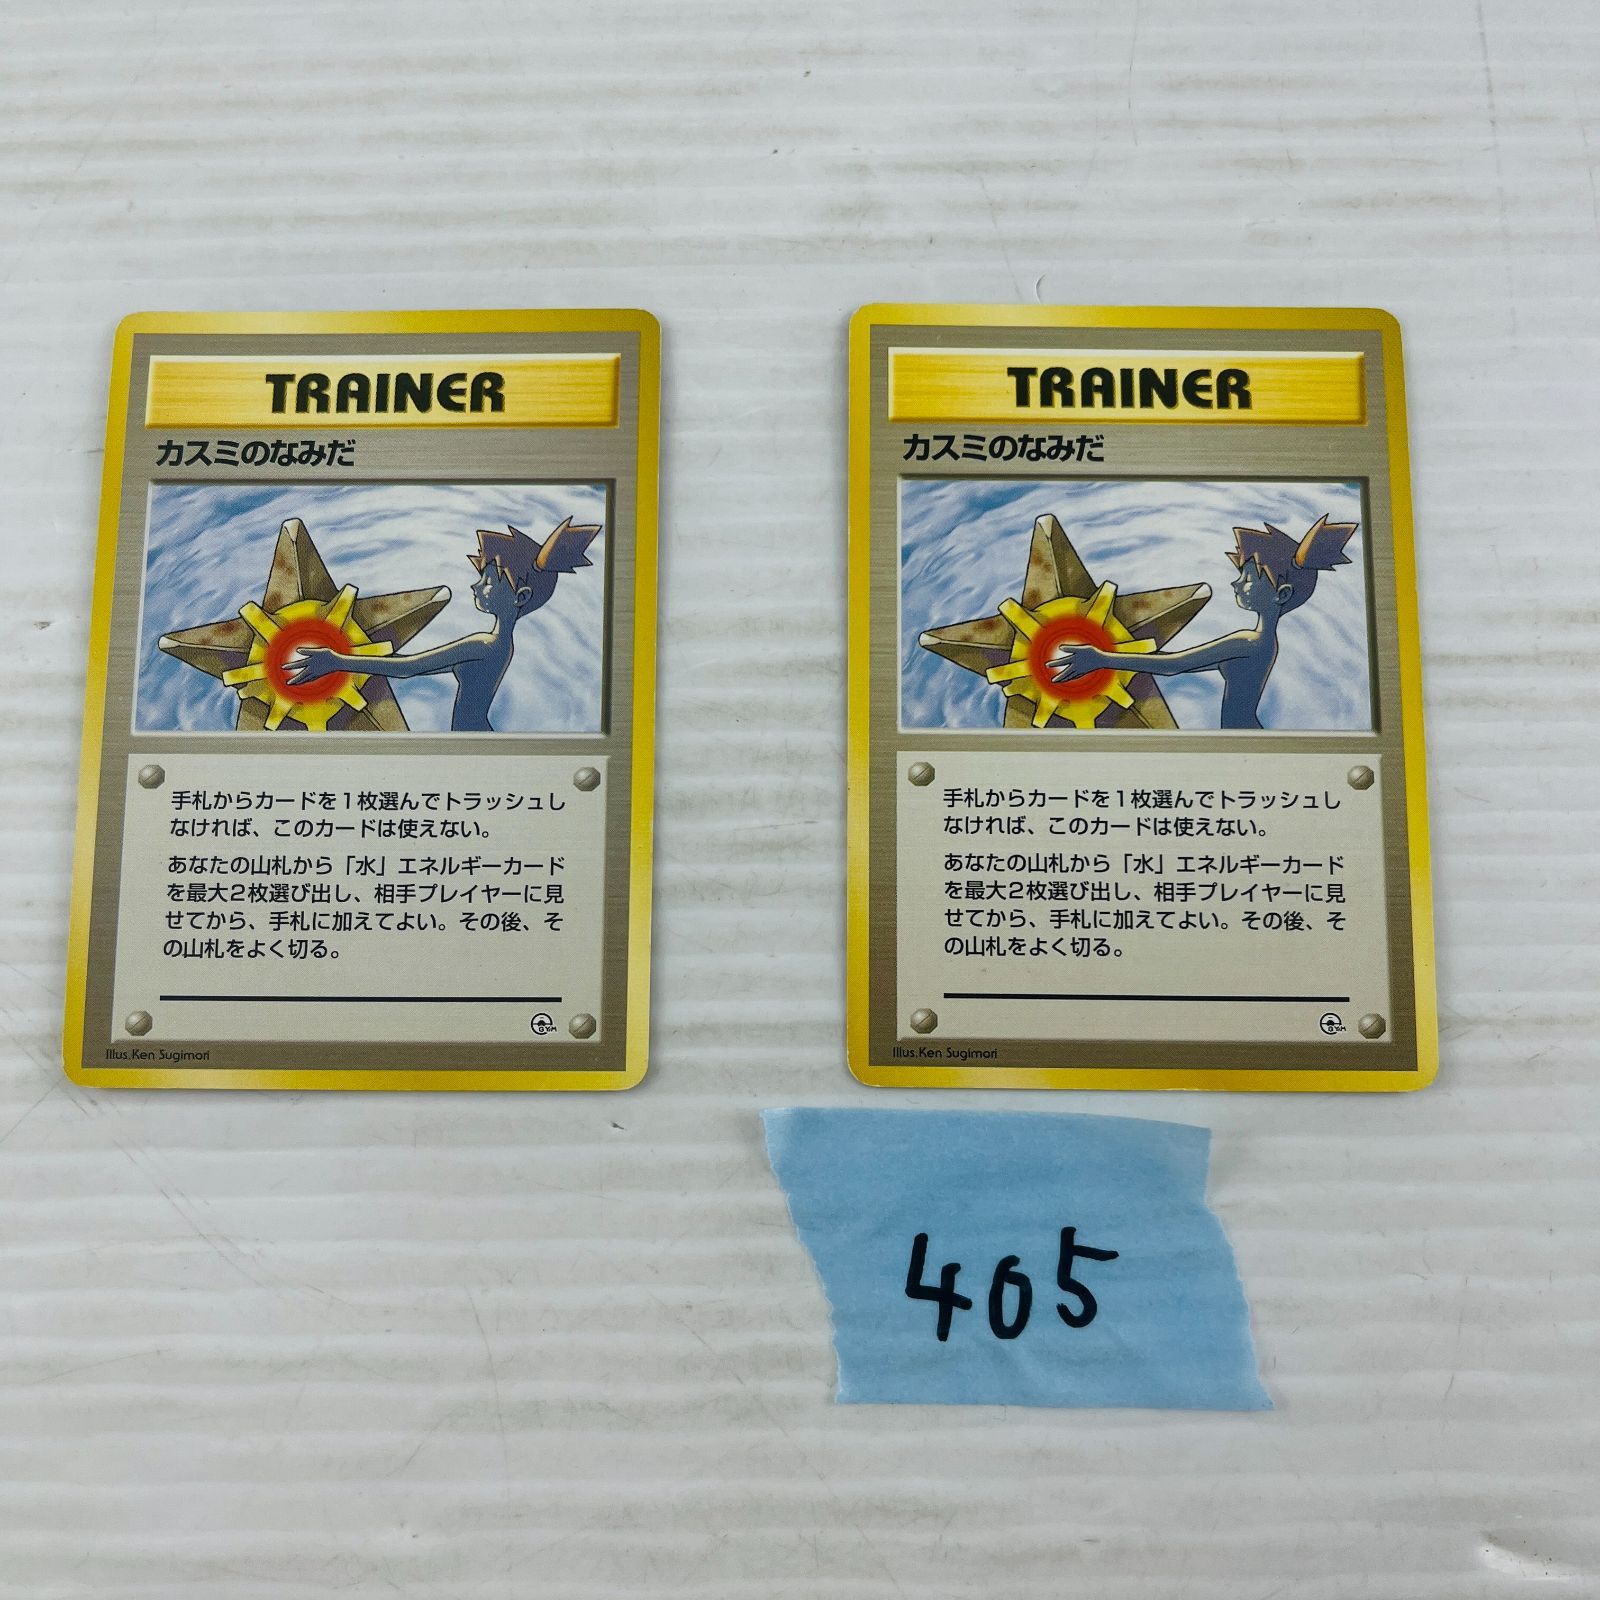 TRAINER
カスミのなみだ
手札からカードを1枚選んでトラッシュし
なければ、このカードは使えない。
あなたの山札から「水」エネルギーカード
を最大2枚選び出し、相手プレイヤーに見
せてから、手札に加えてよい。その後、そ
の山札をよく切る。
GYM
Illus.Ken Sugimori
TRAINER
カスミのなみだ
手札からカードを1枚選んでトラッシュし
なければ、このカードは使えない。
あなたの山札から「水」エネルギーカード
を最大2枚選び出し、相手プレイヤーに見
せてから、手札に加えてよい。その後、そ
の山札をよく切る。
GYM
Illus.Ken Sugimori
405